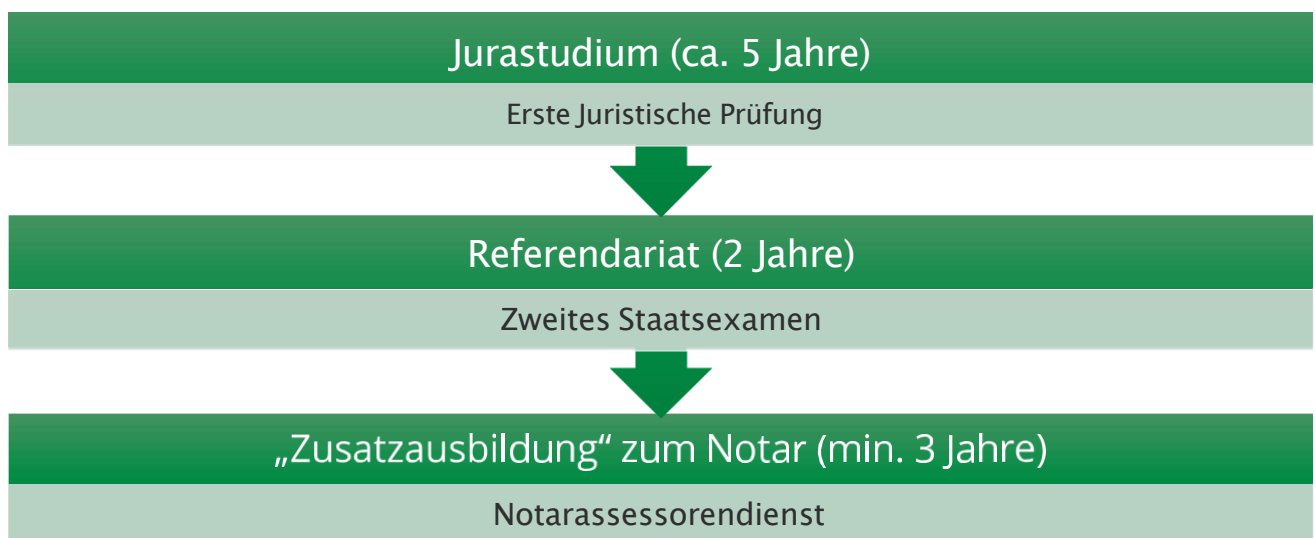 Jurastudium (ca. 5 Jahre)
Erste Juristische Prüfung
Referendariat (2 Jahre)
Zweites Staatsexamen
„Zusatzausbildung“ zum Notar (min. 3 Jahre)
Notarassessorendienst